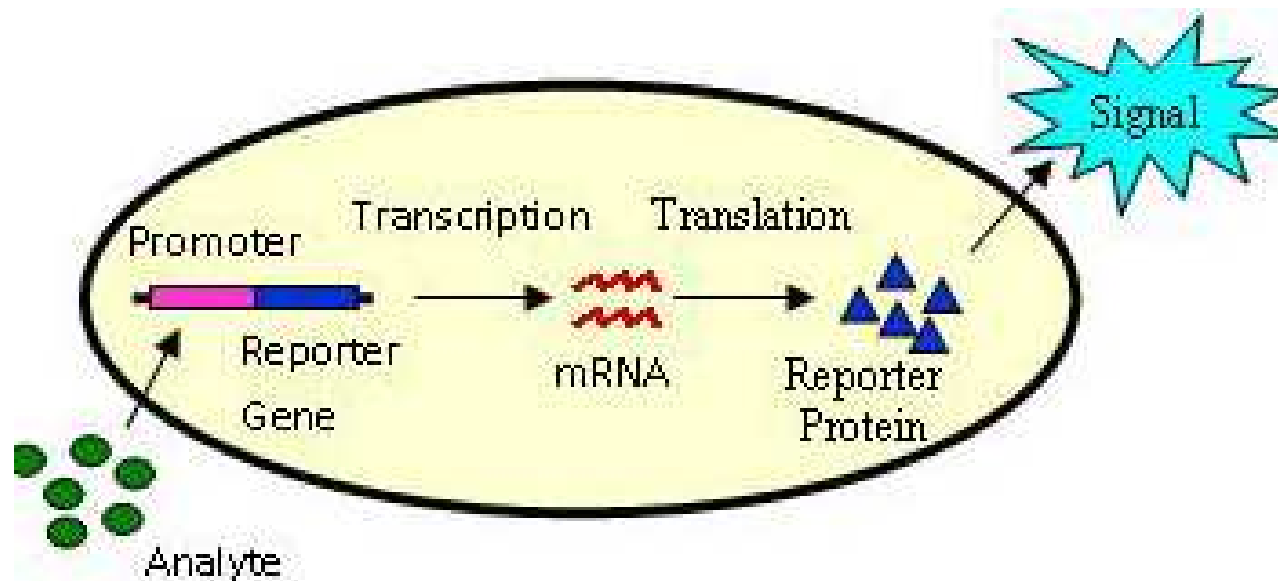 Signal
Transcription
Translation
Promoter
Reporter
Gene
mRNA
Reporter
Protein
Analyte